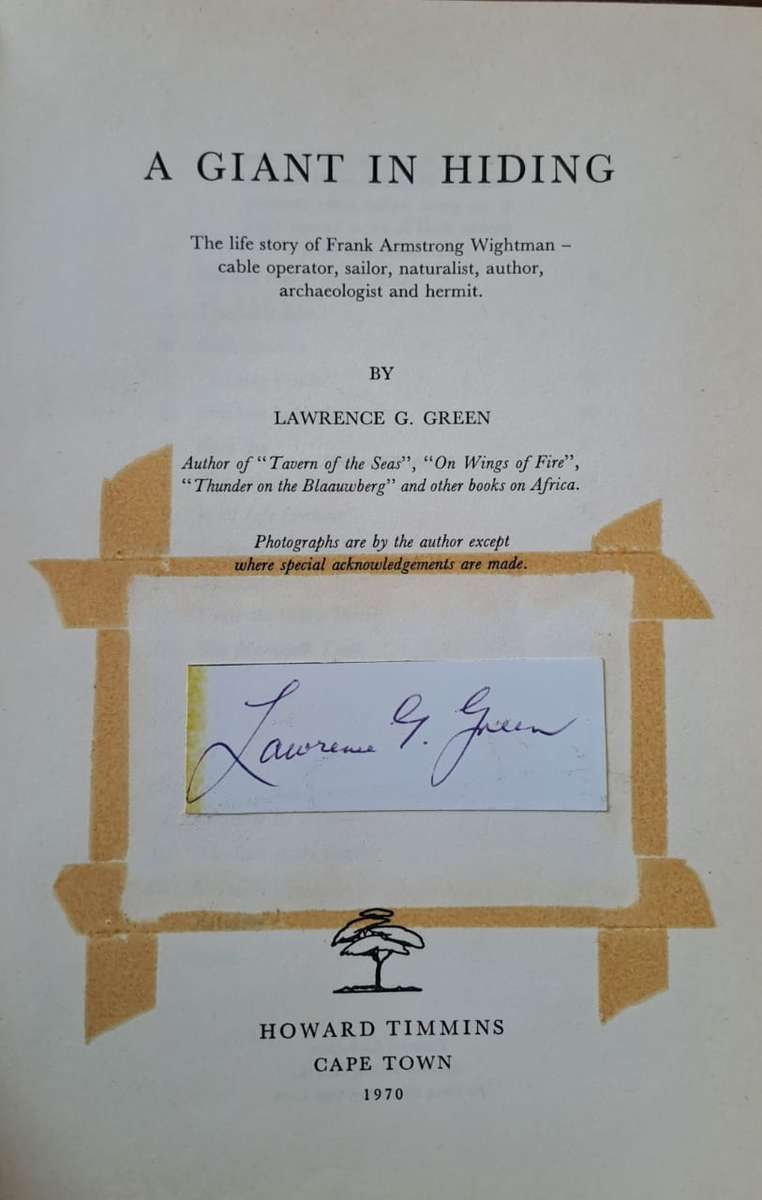 A GIANT IN HIDING
The life story of Frank Armstrong Wightman –
cable operator, sailor, naturalist, author,
archaeologist and hermit.
BY
LAWRENCE G. GREEN
Author of "Tavern of the Seas", "On Wings of Fire",
"Thunder on the Blaauwberg" and other books on Africa.
Photographs are by the author except
where special acknowledgements are made.
Lawrence G. Green
HOWARD TIMMINS
CAPE TOWN
1970